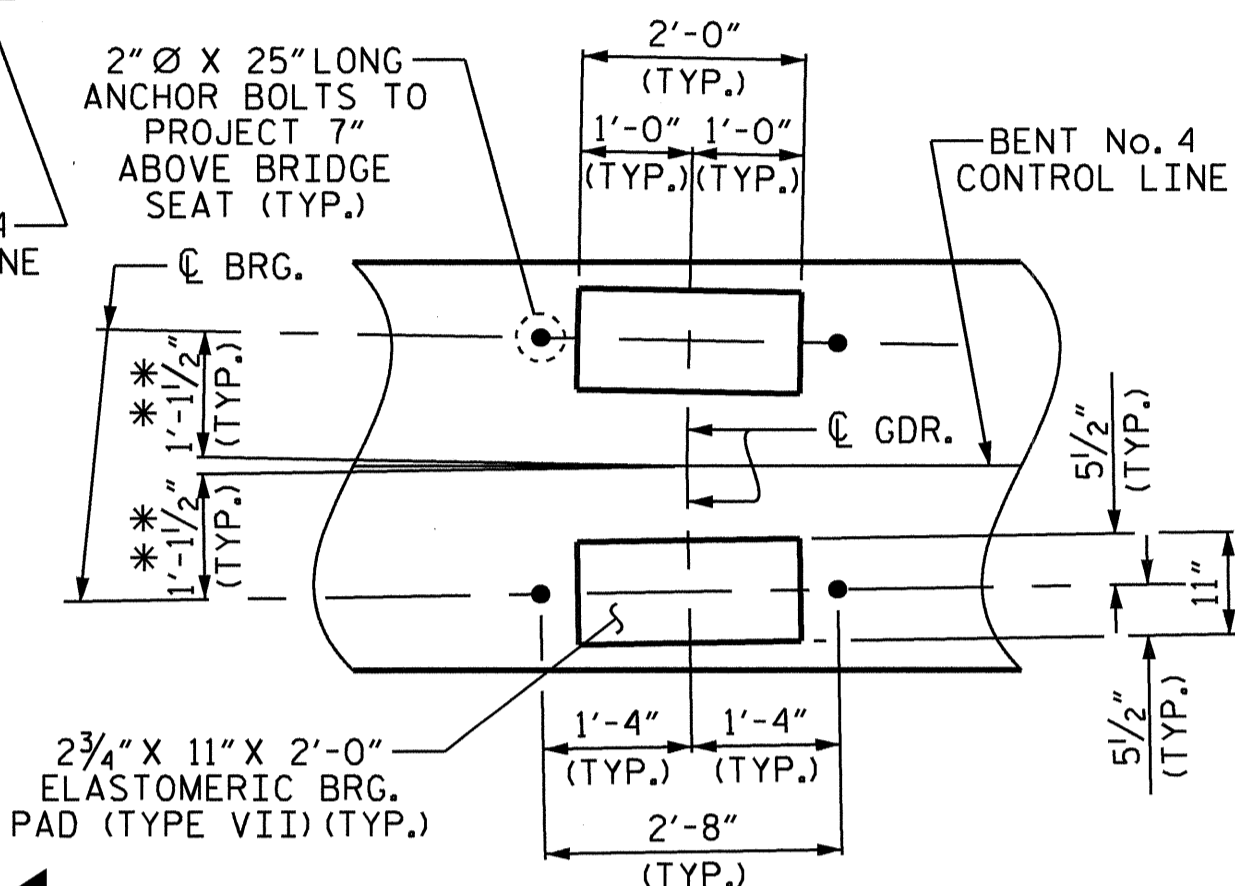 2'-0"
(TYP.)
2" Ø X 25" LONG
ANCHOR BOLTS TO
PROJECT 7"
ABOVE BRIDGE
SEAT (TYP.)
1'-0" 1'-0"
(TYP.) (TYP.)
BENT No. 4
CONTROL LINE
4
NE
℄ BRG.
** 1'-1½"
(TYP.)
℄ GDR.
** 1'-1½"
(TYP.)
5½"
(TYP.)
11"
5½"
(TYP.)
1'-4" 1'-4"
(TYP.) (TYP.)
2¾" X 11" X 2'-0"
ELASTOMERIC BRG.
PAD (TYPE VII) (TYP.)
2'-8"
(TYP.)